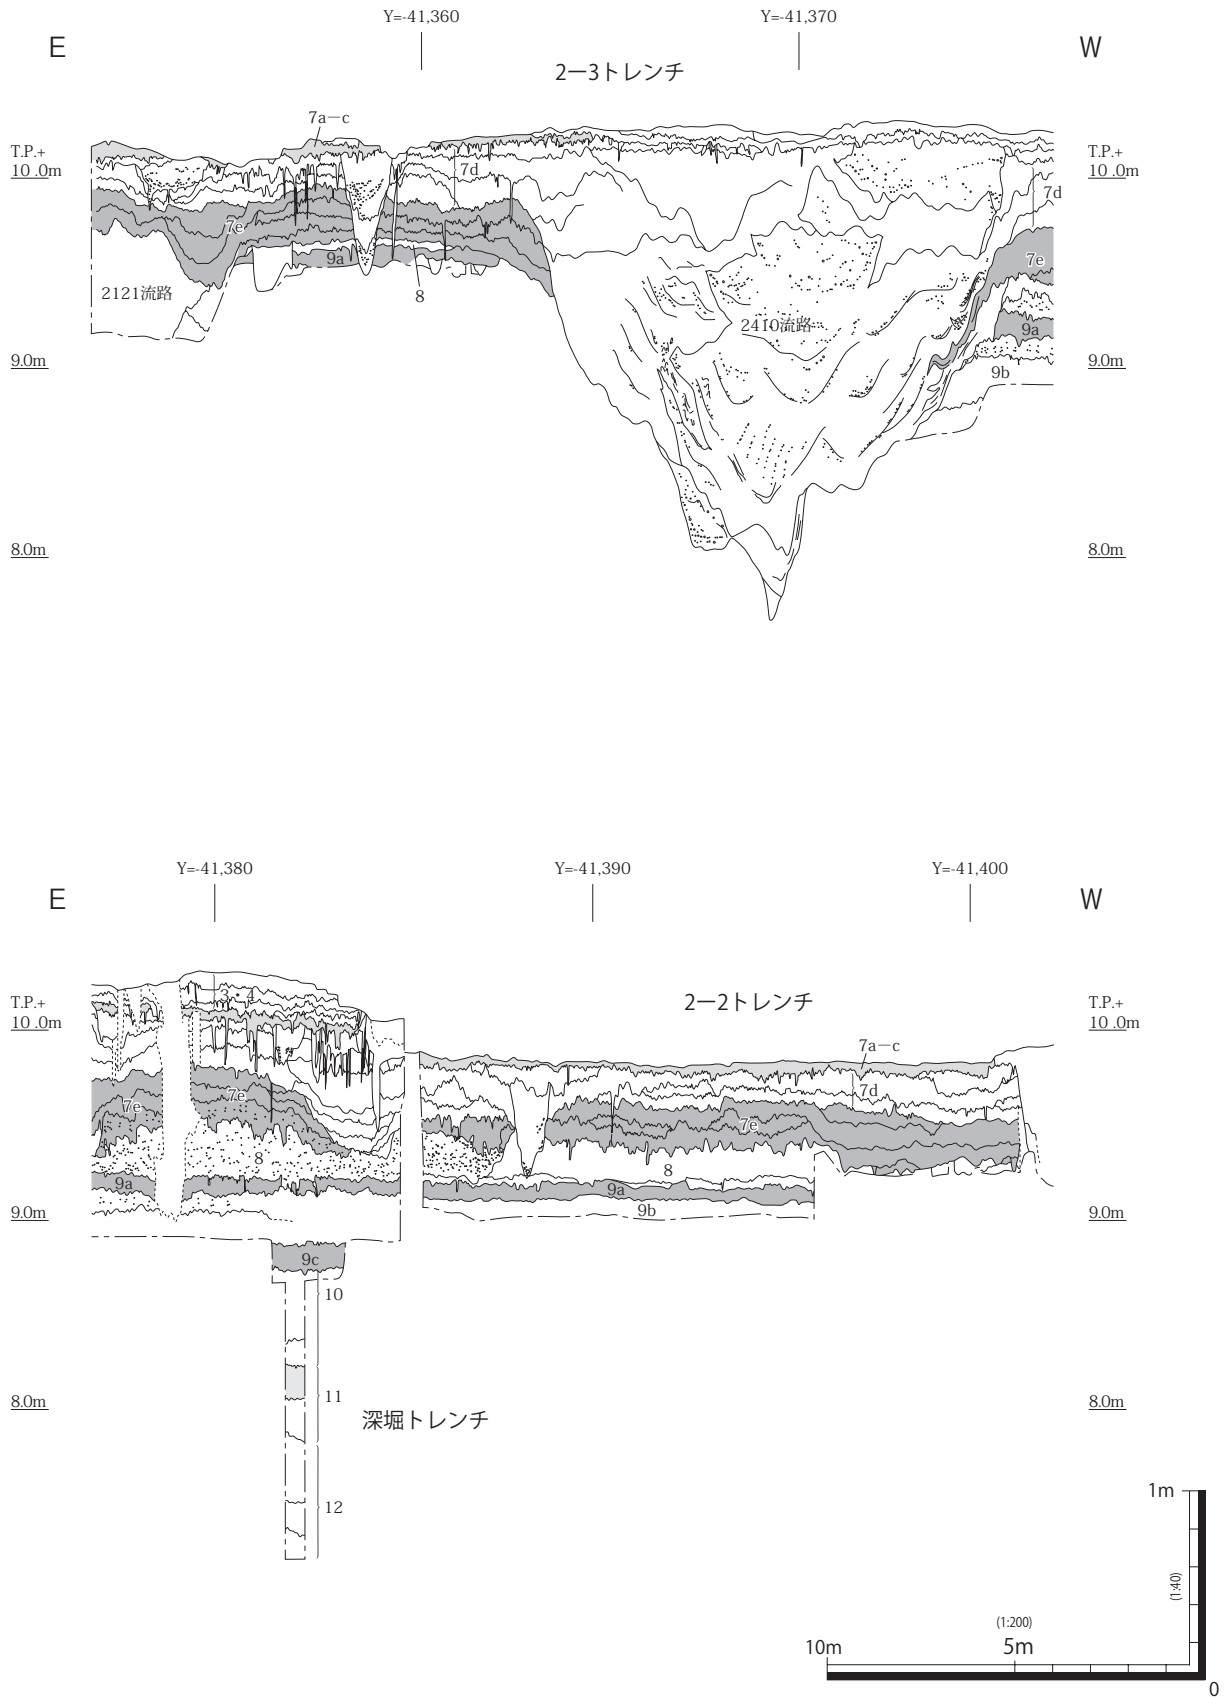 Y=-41,360
Y=-41,370
E
W
2ー3トレンチ
7a－c
T.P.+
10 .0m
T.P.+
10 .0m
7d
7d
7e
7e
9a
8
2121流路
2410流路
9a
9.0m
9.0m
9b
8.0m
8.0m
Y=-41,380
Y=-41,390
Y=-41,400
E
W
3・4
2ー2トレンチ
T.P.+
10 .0m
T.P.+
10 .0m
7a－c
7d
7e
7e
7e
8
8
9a
9a
9b
9.0m
9.0m
9c
10
11
8.0m
8.0m
深堀トレンチ
12
1m
(1:40)
(1:200)
10m
5m
0